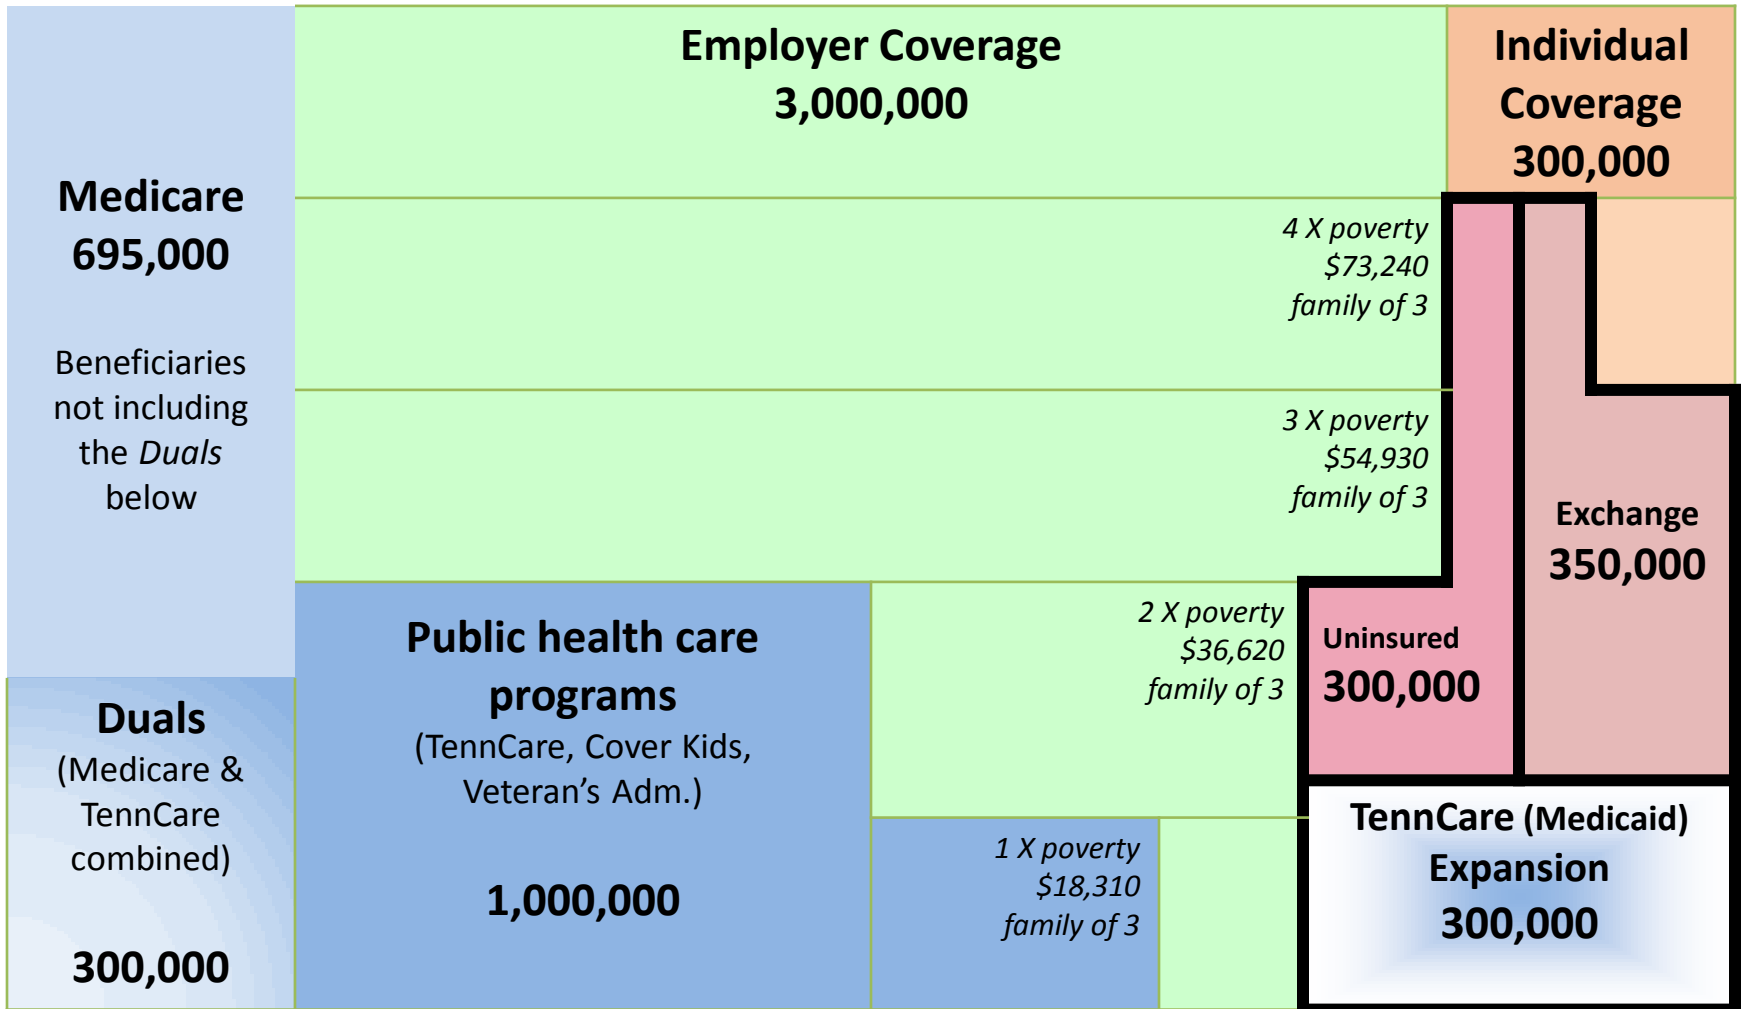 Employer Coverage
3,000,000
Individual
Coverage
300,000
Medicare
695,000
Beneficiaries
not including
the Duals
below
4 X poverty
$73,240
family of 3
3 X poverty
$54,930
family of 3
Exchange
350,000
2 X poverty
$36,620
family of 3
Uninsured
300,000
Public health care
programs
(TennCare, Cover Kids,
Veteran’s Adm.)
1,000,000
Duals
(Medicare &
TennCare
combined)
300,000
1 X poverty
$18,310
family of 3
TennCare (Medicaid)
Expansion
300,000